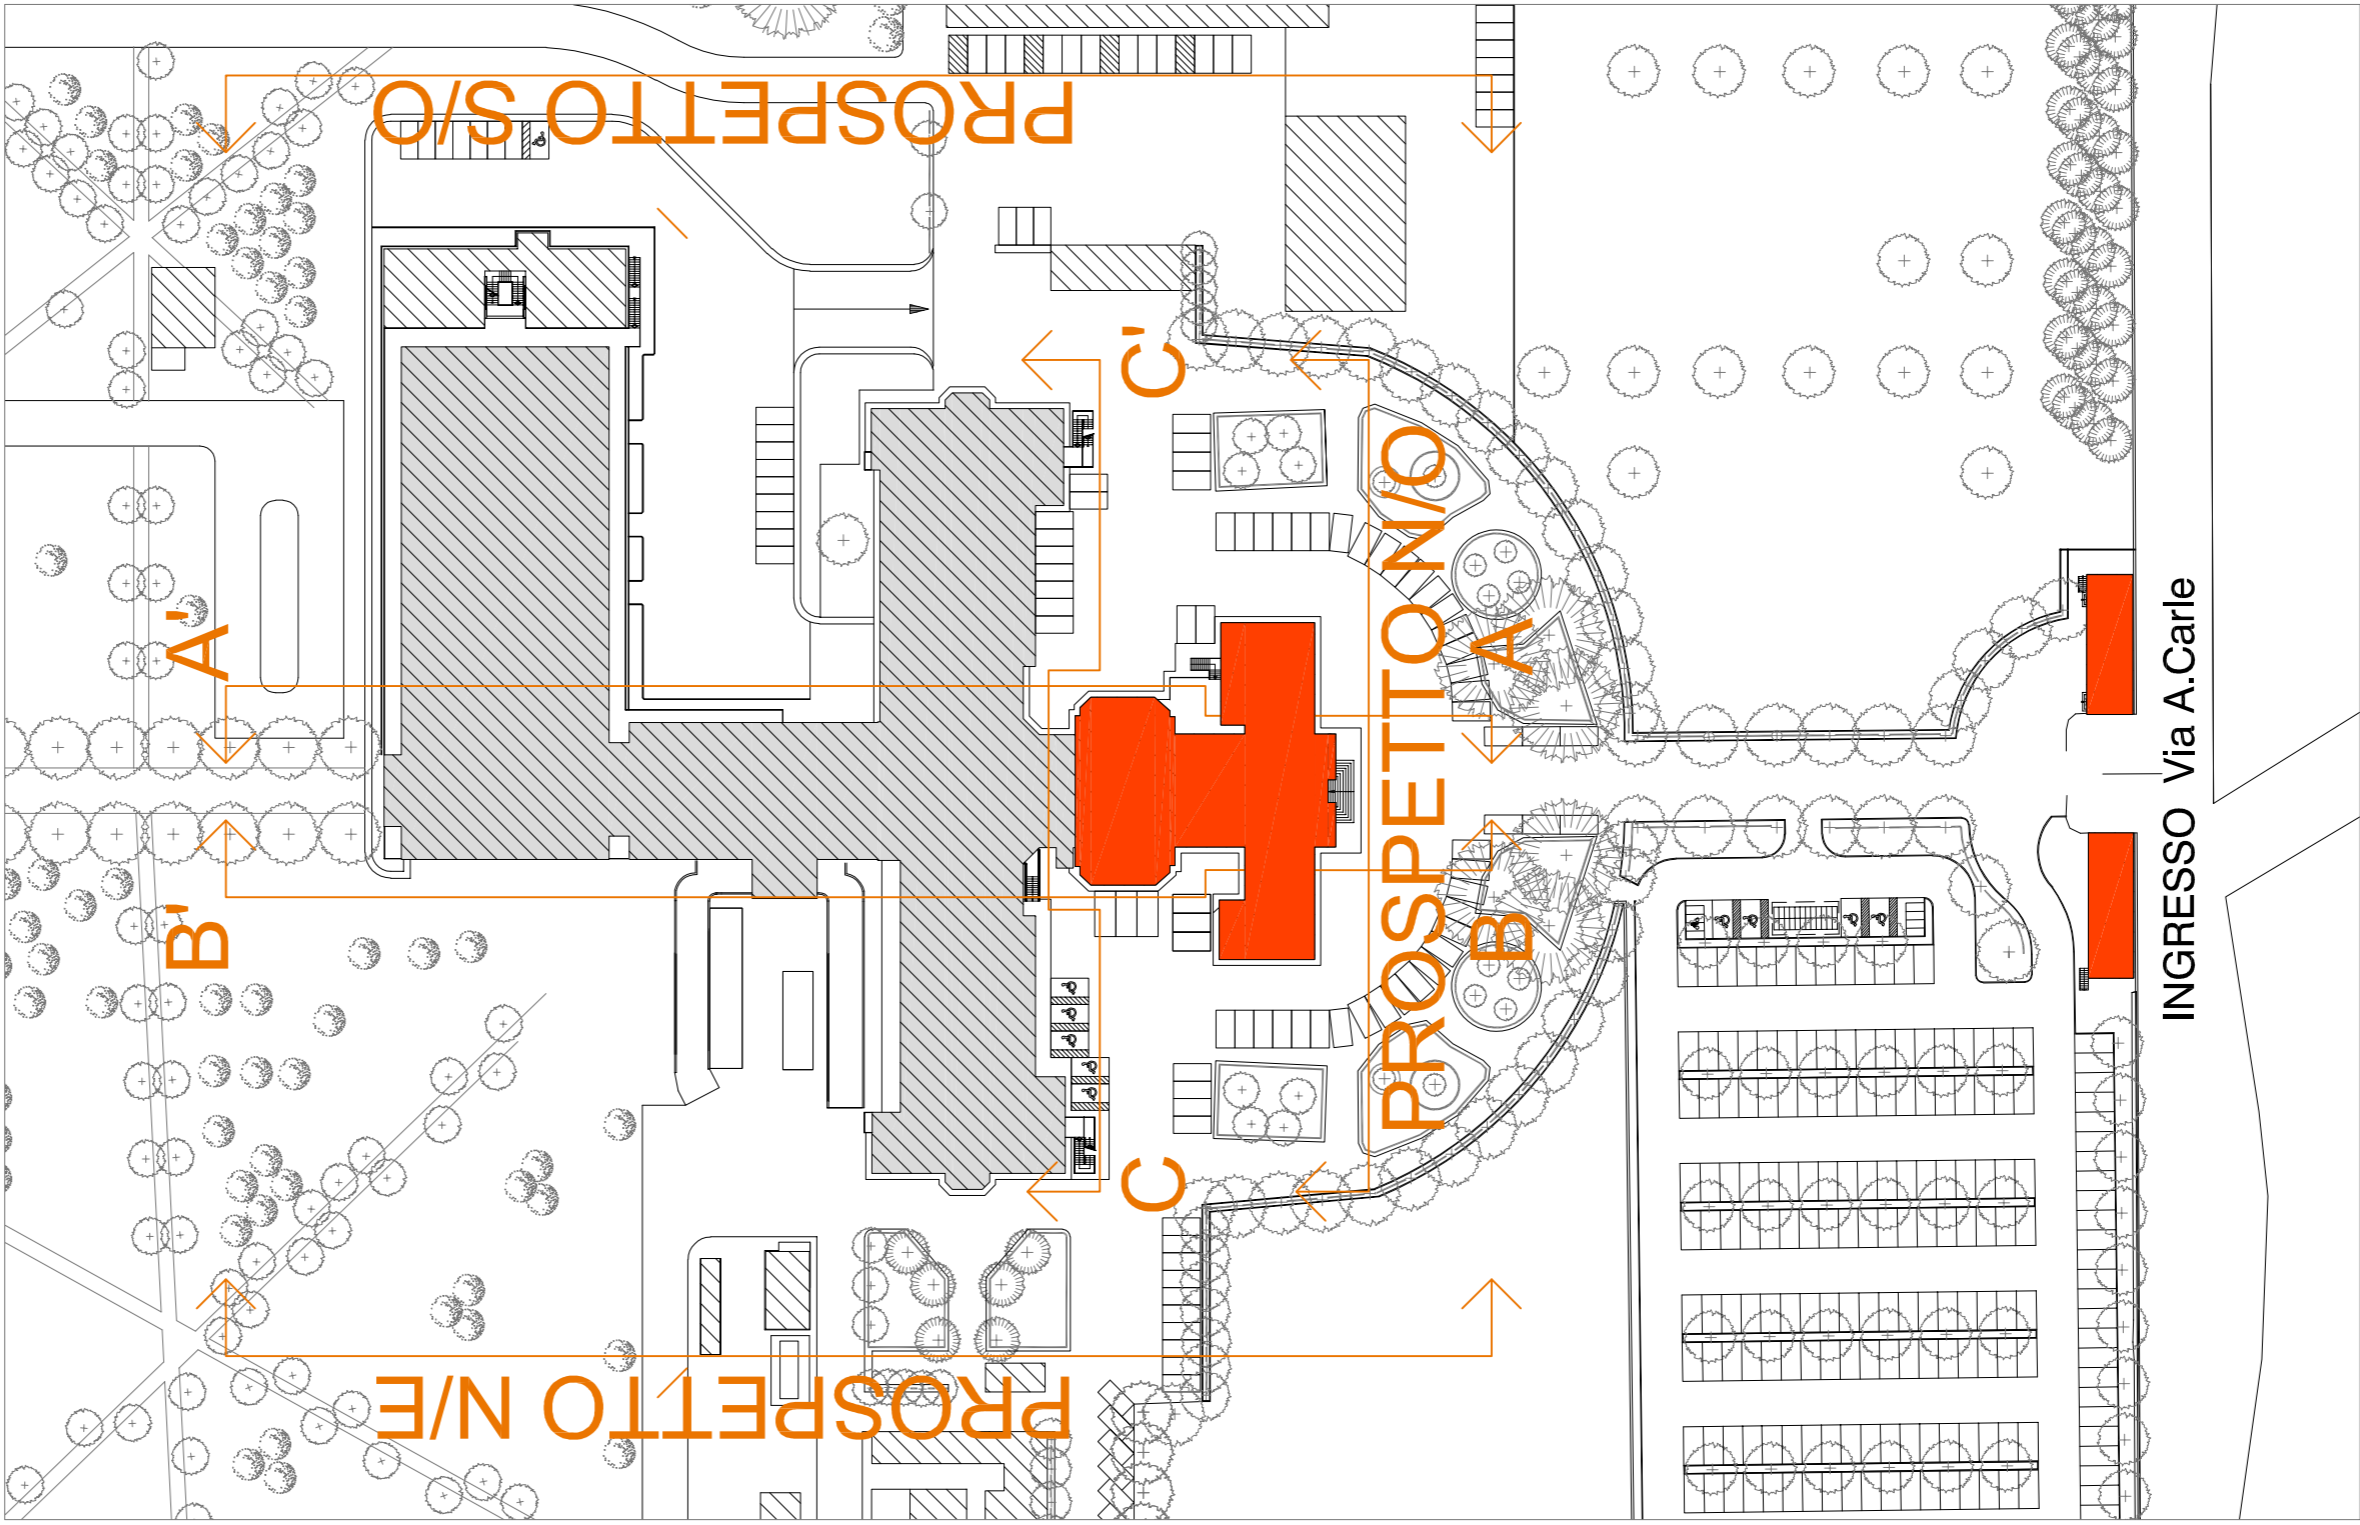 PROSPETTO S/O
C'
A'
PROSPETTO N/O
A
INGRESSO Via A.Carle
B'
B
C
PROSPETTO N/E